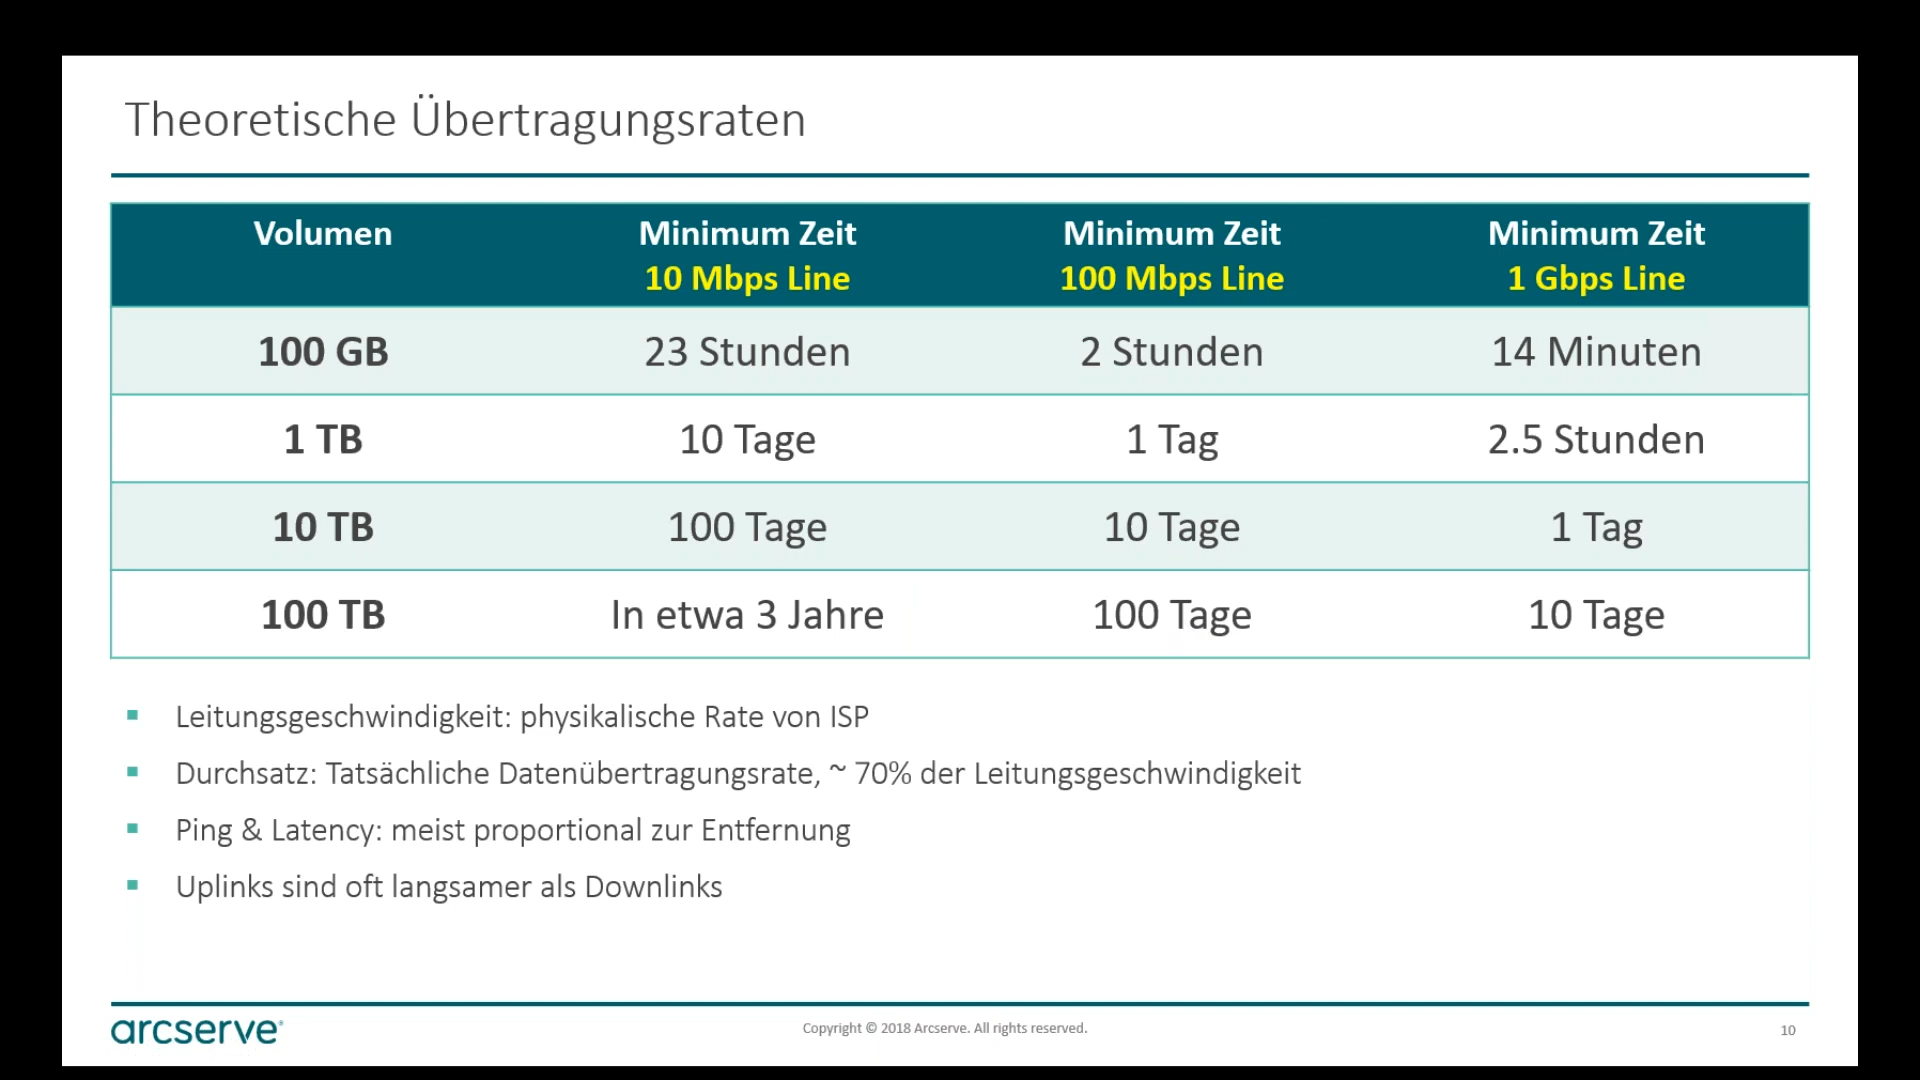 Theoretische Übertragungsraten
Volumen Minimum Zeit Minimum Zeit Minimum Zeit
10 Mbps Line 100 Mbps Line 1 Gbps Line
100 GB 23 Stunden 2 Stunden 14 Minuten
1 TB 10 Tage 1 Tag 2.5 Stunden
10 TB 100 Tage 10 Tage 1 Tag
100 TB In etwa 3 Jahre 100 Tage 10 Tage
▪ Leitungsgeschwindigkeit: physikalische Rate von ISP
▪ Durchsatz: Tatsächliche Datenübertragungsrate, ~ 70% der Leitungsgeschwindigkeit
▪ Ping & Latency: meist proportional zur Entfernung
▪ Uplinks sind oft langsamer als Downlinks
arcserve Copyright © 2018 Arcserve. All rights reserved. 10